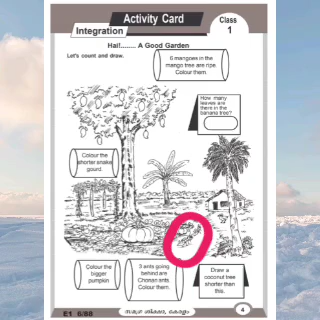 Activity Card
Class
1
Integration
Hai!........ A Good Garden
Let's count and draw.
6 mangoes in the
mango tree are ripe.
Colour them.
How many
leaves are
there in the
banana tree?
Colour the
shorter snake
gourd.
Colour the
bigger
pumpkin
3 ants going
behind are
Chonan ants.
Colour them.
Draw a
coconut tree
shorter than
this.
E1 6/88
സമഗ്ര ശിക്ഷാ, കേരളം
4